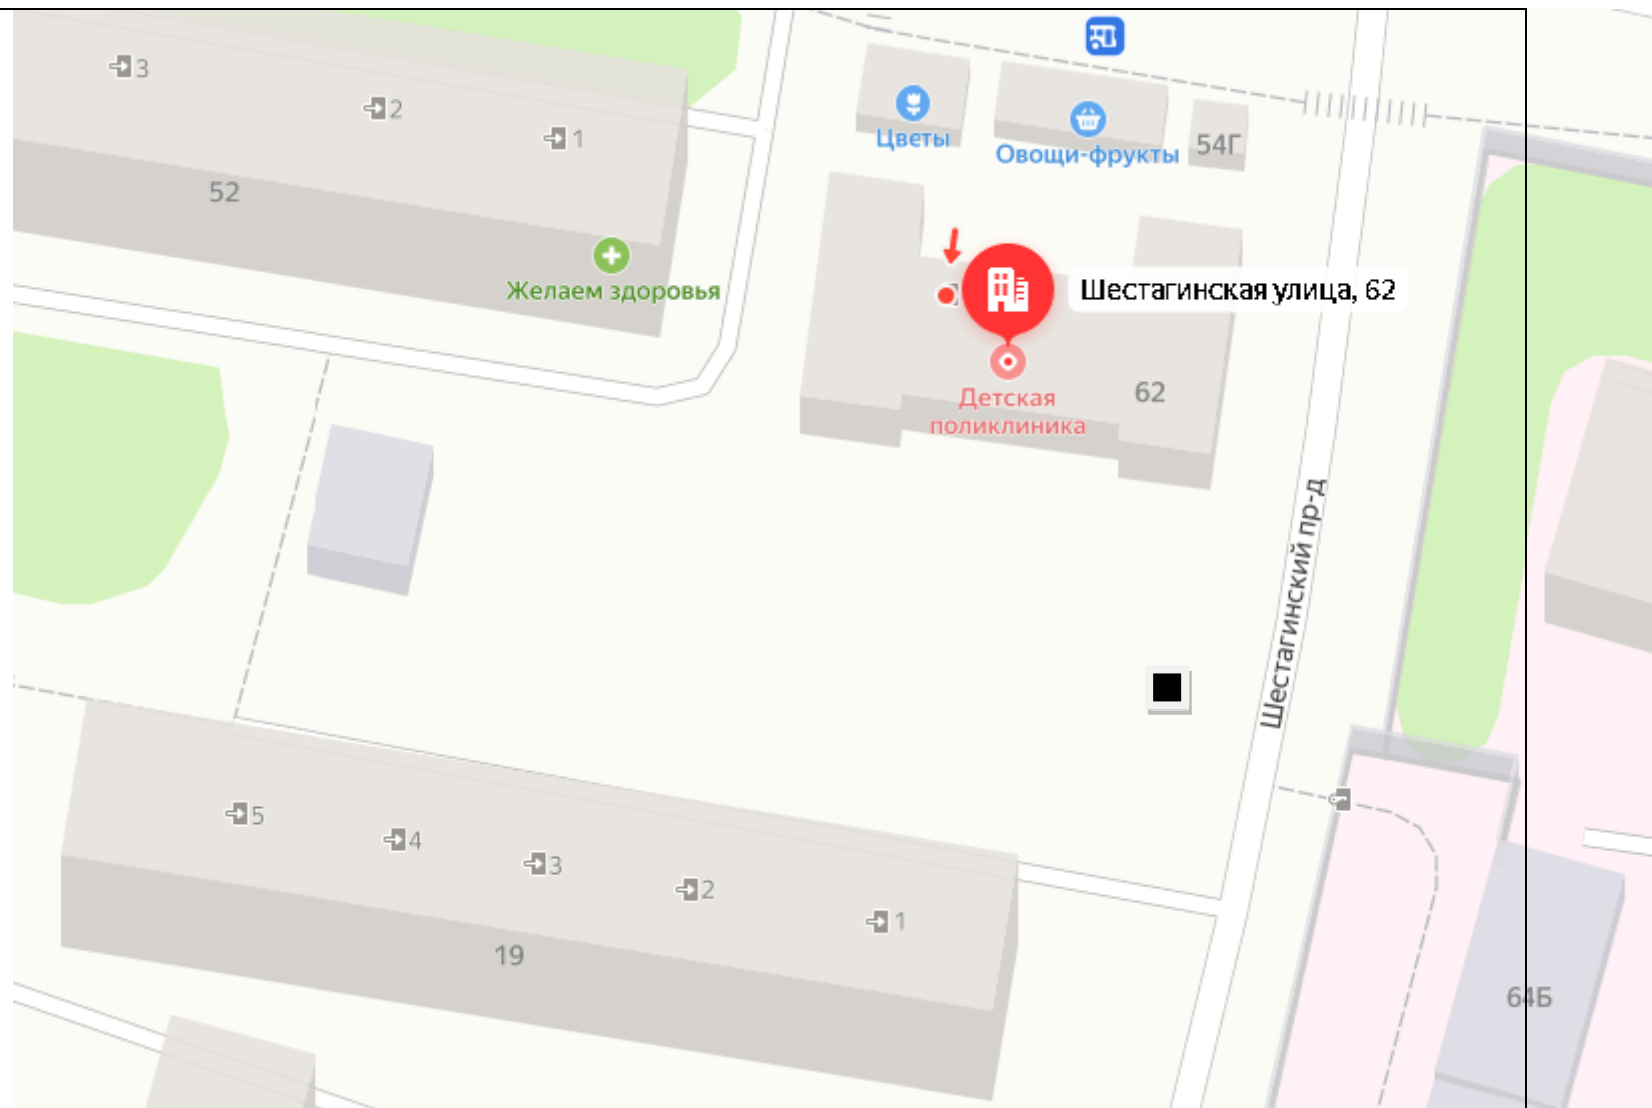 3
2
1
52
Желаем здоровья
Цветы
Овощи-фрукты
54Г
Шестагинская улица, 62
Детская
поликлиника
62
Шестагинский пр-д
5
4
3
2
1
19
64Б